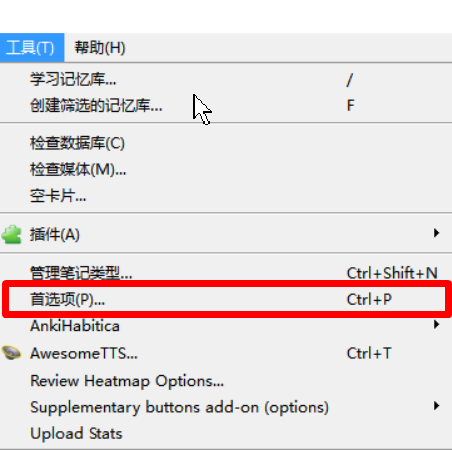 工具(T) 帮助(H)
学习记忆库... /
创建筛选的记忆库... F
检查数据库(C)
检查媒体(M)...
空卡片...
插件(A)
管理笔记类型... Ctrl+Shift+N
首选项(P)... Ctrl+P
AnkiHabitica
AwesomeTTS... Ctrl+T
Review Heatmap Options...
Supplementary buttons add-on (options)
Upload Stats